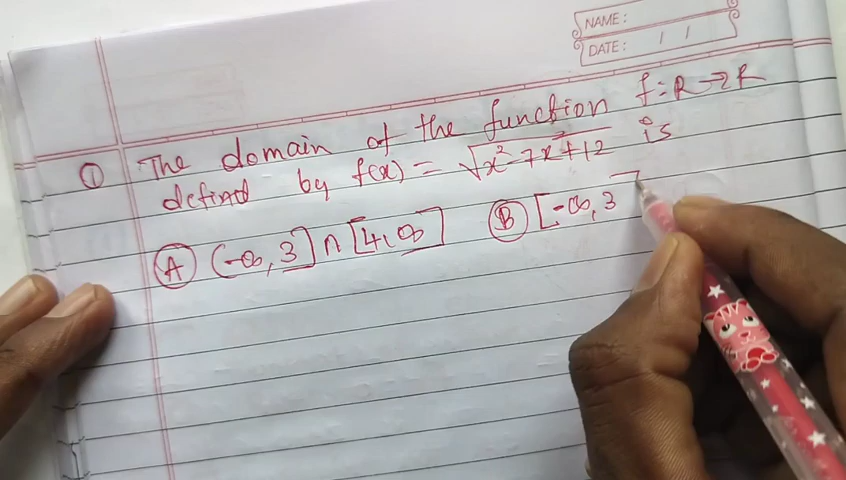 NAME:
DATE: / /
① The domain of the function f:R→R
defined by f(x) = √x²-7x+12 is
Ⓐ (-∞, 3] ∩ [4, ∞] Ⓑ [-∞, 3